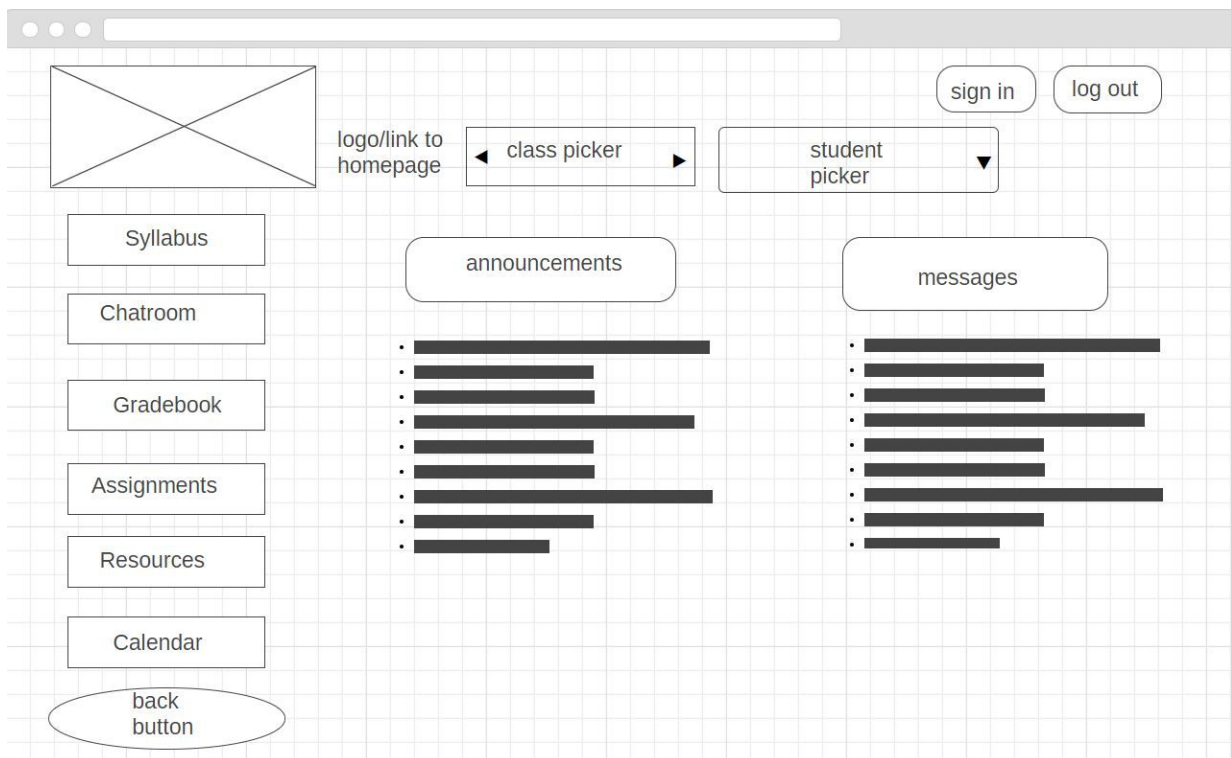 sign in
log out
logo/link to
homepage
class picker
student
picker
Syllabus
announcements
messages
Chatroom
Gradebook
Assignments
Resources
Calendar
back
button